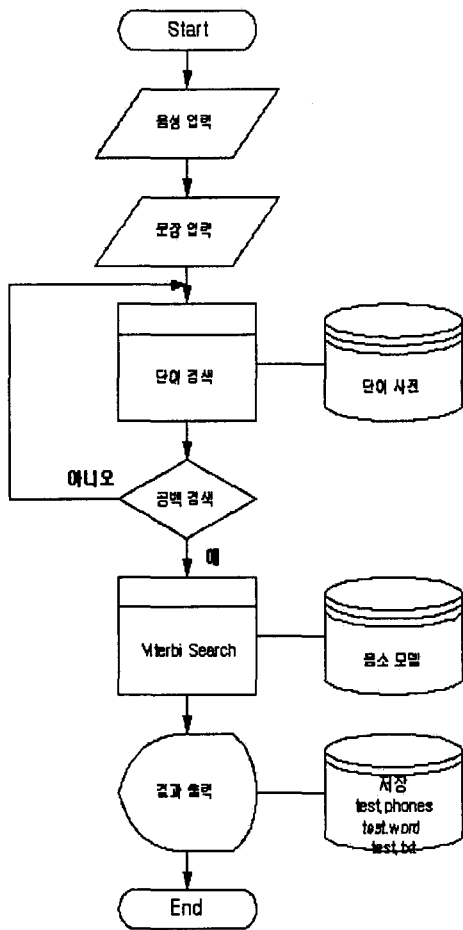 Start
음성 입력
문장 입력
단어 검색
단어 사전
아니오
공백 검색
예
Viterbi Search
음소 모델
결과 출력
저장
test,phones
test.word
test,txt
End